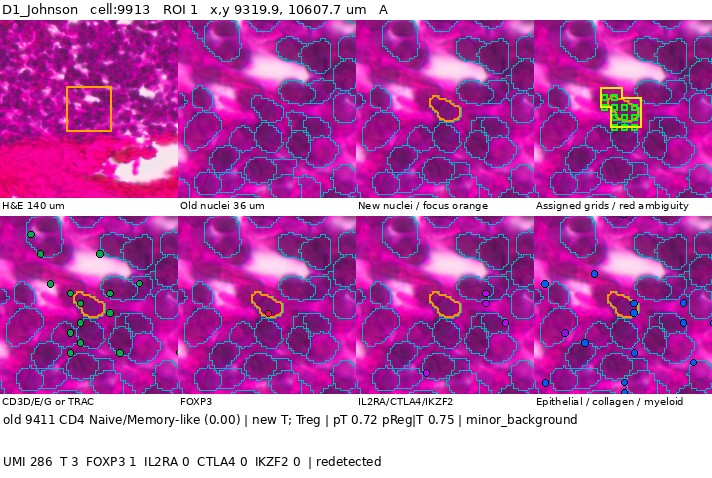 D1_Johnson cell:9913 ROI 1 x,y 9319.9, 10607.7 um A
H&E 140 um
Old nuclei 36 um
New nuclei / focus orange
Assigned grids / red ambiguity
CD3D/E/G or TRAC
FOXP3
IL2RA/CTLA4/IKZF2
Epithelial / collagen / myeloid
old 9411 CD4 Naive/Memory-like (0.00) | new T; Treg | pT 0.72 pReg|T 0.75 | minor_background
UMI 286 T 3 FOXP3 1 IL2RA 0 CTLA4 0 IKZF2 0 | redetected